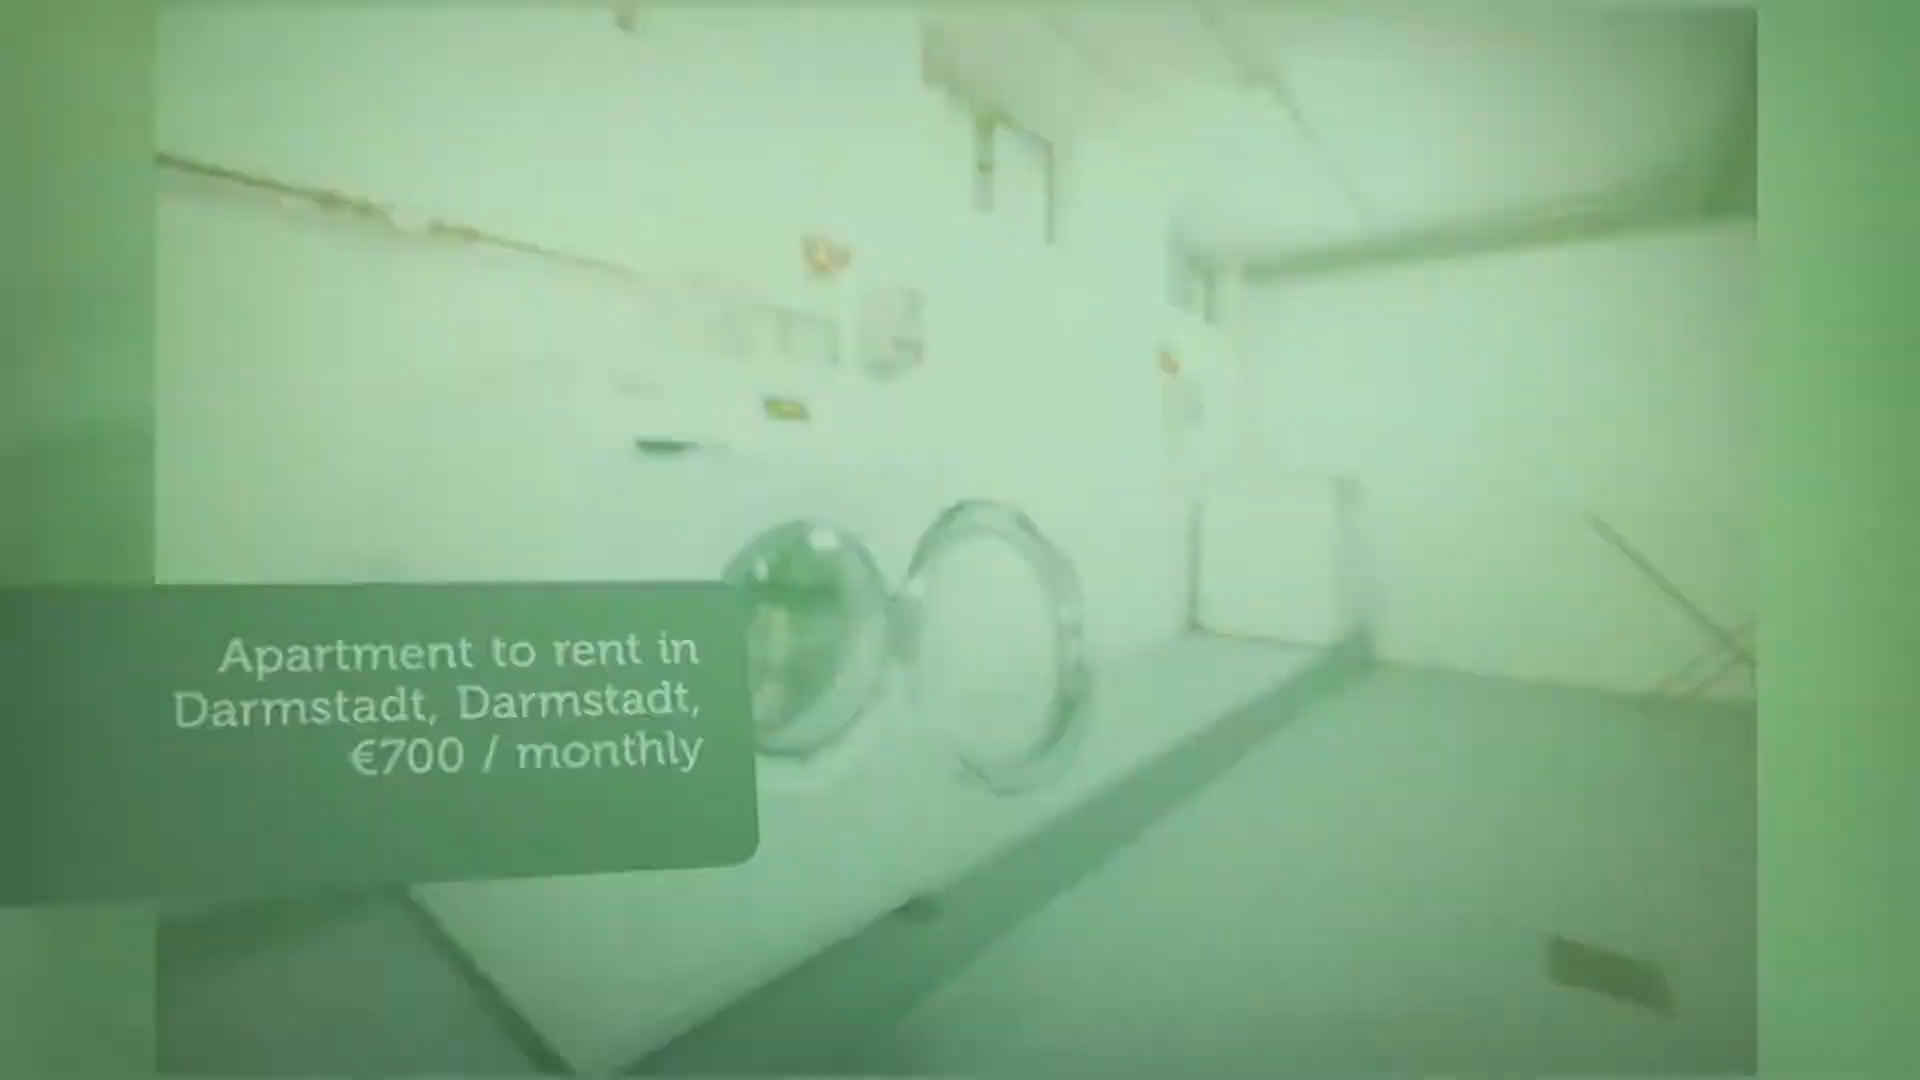 Apartment to rent in
Darmstadt, Darmstadt,
€700 / monthly